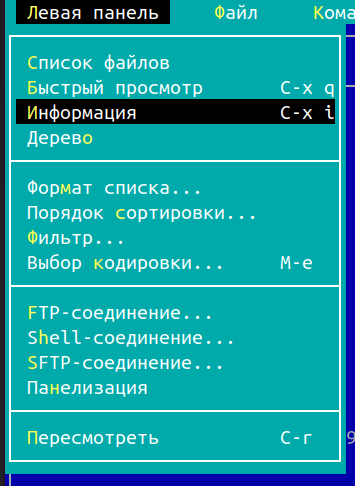 Левая панель Файл Кома
Список файлов
Быстрый просмотр C-x q
Информация C-x i
Дерево
Формат списка...
Порядок сортировки...
Фильтр...
Выбор кодировки... M-e
FTP-соединение...
Shell-соединение...
SFTP-соединение...
Панелизация
Пересмотреть C-r 9